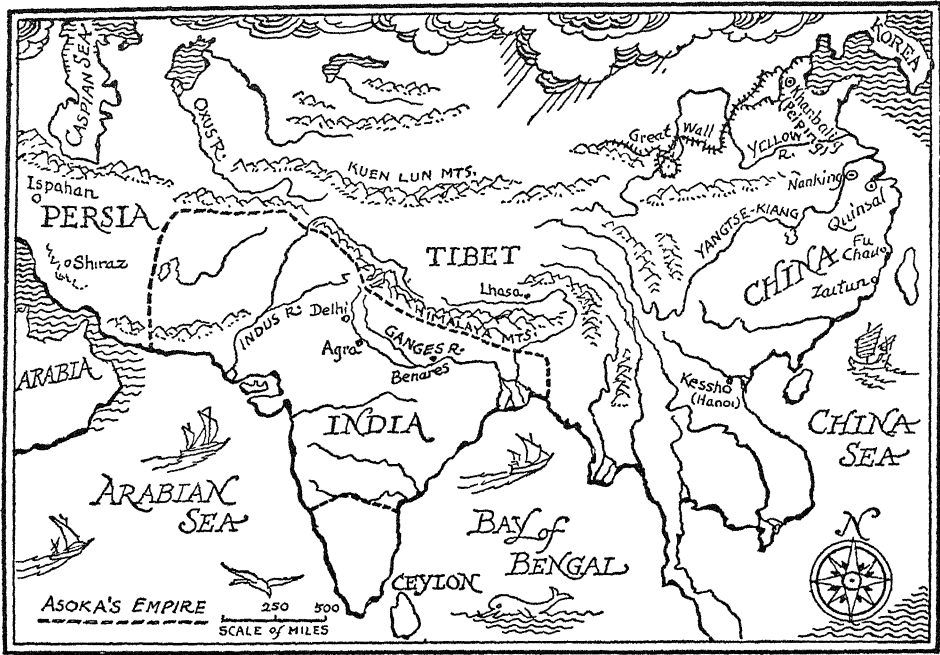 CASPIAN SEA
OXUS R.
KOREA
Khanbalig
(Peiping)
Great Wall
YELLOW
R.
KUEN LUN MTS.
Ispahan
PERSIA
Nanking
Quinsai
YANGTSE-KIANG
Shiraz
TIBET
Fu
Chau
CHINA
Zaitun
Lhasa
HIMALAYA MTS.
INDUS R.
Delhi
GANGES R.
Agra
Benares
ARABIA
Kessho
(Hanoi)
INDIA
CHINA
SEA
ARABIAN
SEA
BAY of
BENGAL
N
CEYLON
ASOKA'S EMPIRE
250 500
SCALE of MILES